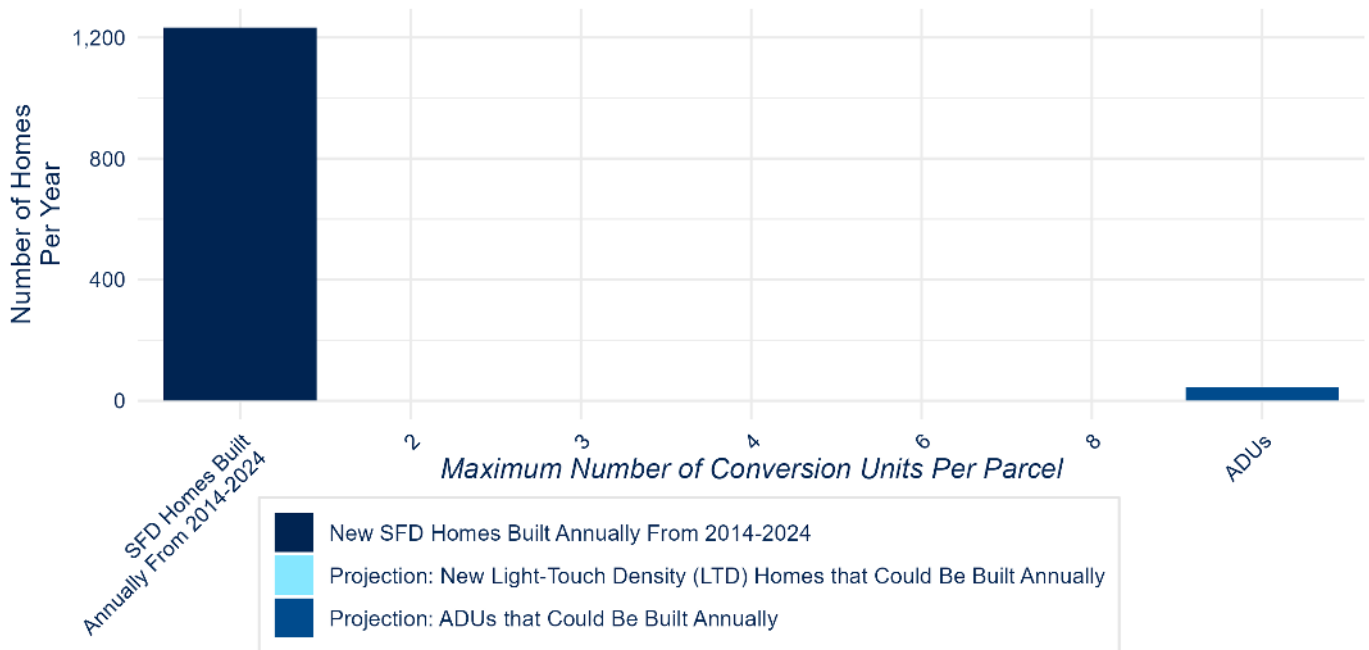 Number of Homes
Per Year
1,200
800
400
0
SFD Homes Built
Annually From 2014-2024
2
3
4
6
8
ADUs
Maximum Number of Conversion Units Per Parcel
New SFD Homes Built Annually From 2014-2024
Projection: New Light-Touch Density (LTD) Homes that Could Be Built Annually
Projection: ADUs that Could Be Built Annually